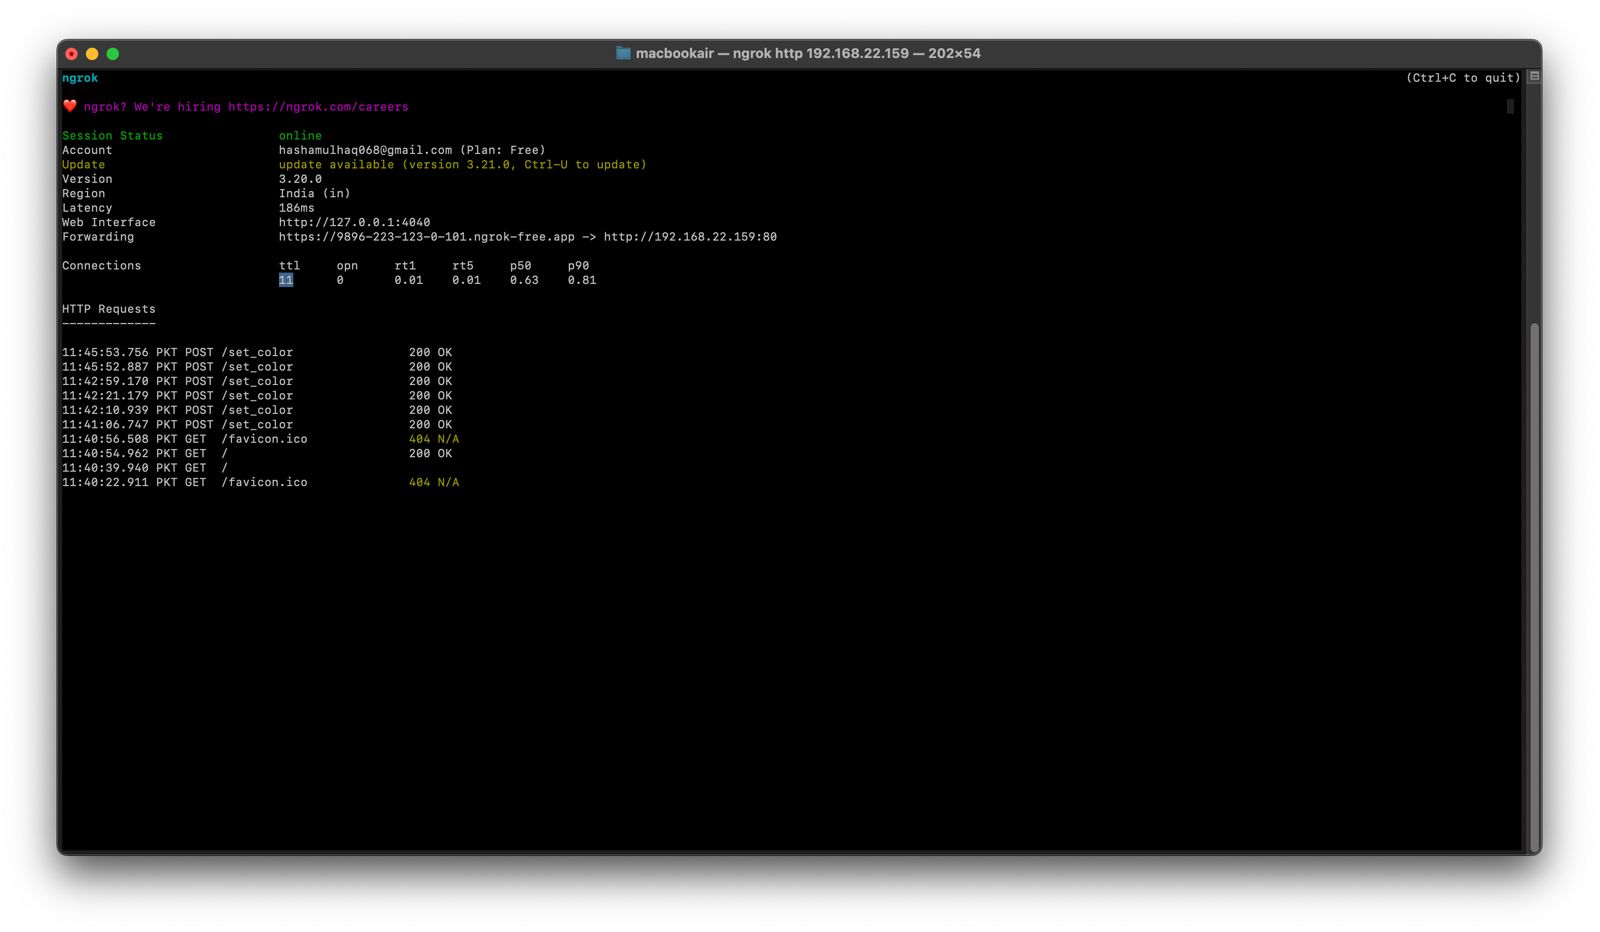 macbookair — ngrok http 192.168.22.159 — 202×54
ngrok (Ctrl+C to quit)
❤️ ngrok? We're hiring https://ngrok.com/careers
Session Status online
Account hashamulhaq068@gmail.com (Plan: Free)
Update update available (version 3.21.0, Ctrl-U to update)
Version 3.20.0
Region India (in)
Latency 186ms
Web Interface http://127.0.0.1:4040
Forwarding https://9896-223-123-0-101.ngrok-free.app -> http://192.168.22.159:80
Connections ttl opn rt1 rt5 p50 p90
11 0 0.01 0.01 0.63 0.81
HTTP Requests
-------------
11:45:53.756 PKT POST /set_color 200 OK
11:45:52.887 PKT POST /set_color 200 OK
11:42:59.170 PKT POST /set_color 200 OK
11:42:21.179 PKT POST /set_color 200 OK
11:42:10.939 PKT POST /set_color 200 OK
11:41:06.747 PKT POST /set_color 200 OK
11:40:56.508 PKT GET /favicon.ico 404 N/A
11:40:54.962 PKT GET / 200 OK
11:40:39.940 PKT GET /
11:40:22.911 PKT GET /favicon.ico 404 N/A